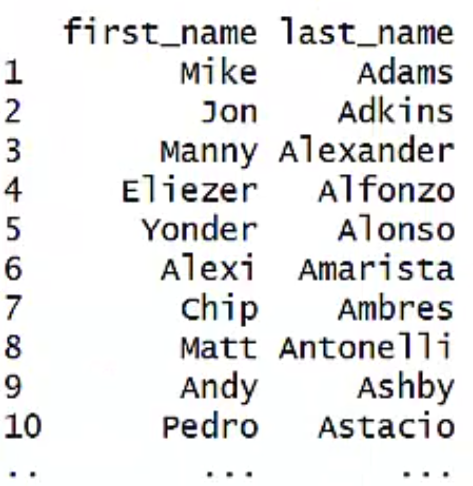 first_name last_name
1 Mike Adams
2 Jon Adkins
3 Manny Alexander
4 Eliezer Alfonzo
5 Yonder Alonso
6 Alexi Amarista
7 Chip Ambres
8 Matt Antonelli
9 Andy Ashby
10 Pedro Astacio
.. ... ...